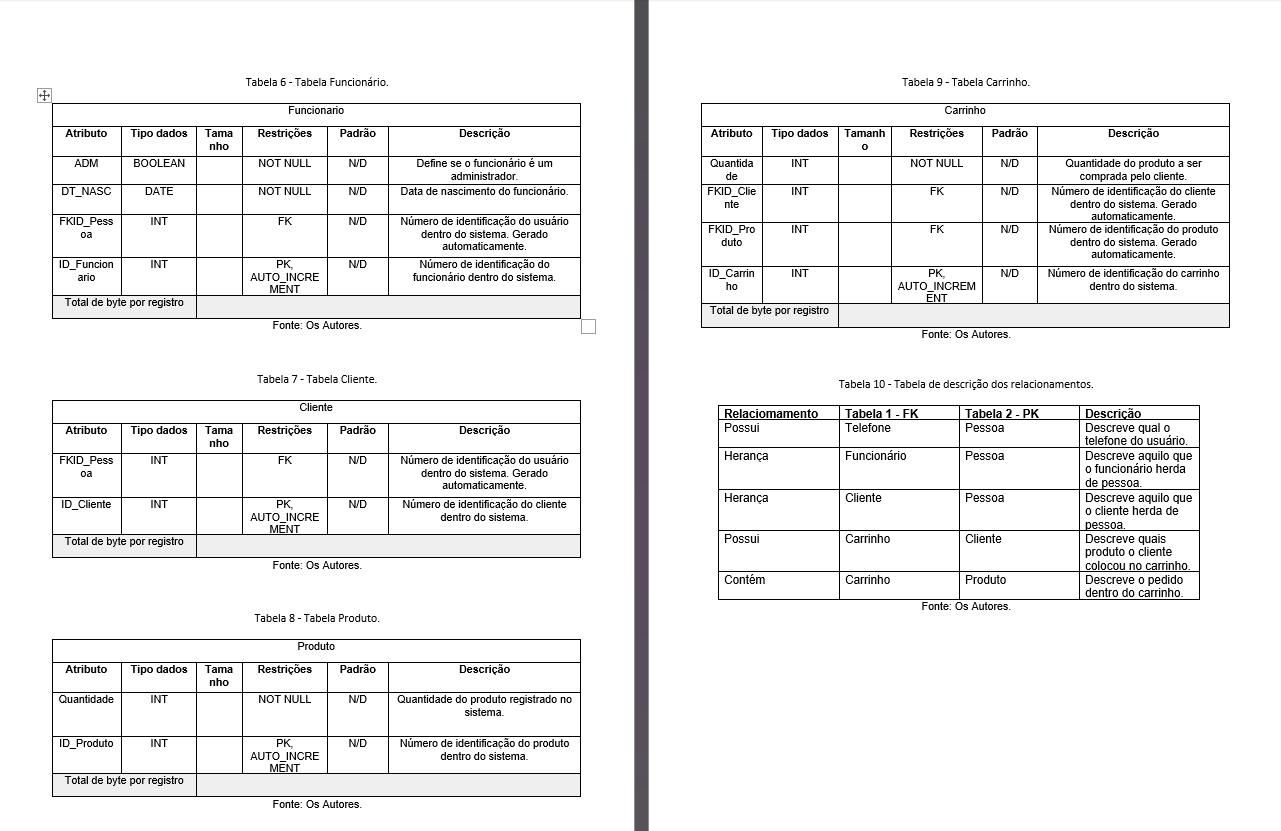 Tabela 6 - Tabela Funcionário.
Funcionario
Atributo Tipo dados Tama Restrições Padrão Descrição
nho
ADM BOOLEAN NOT NULL N/D Define se o funcionário é um
administrador.
DT_NASC DATE NOT NULL N/D Data de nascimento do funcionário.
FKID_Pess INT FK N/D Número de identificação do usuário
oa dentro do sistema. Gerado
automaticamente.
ID_Funcion INT PK, N/D Número de identificação do
ario AUTO_INCRE funcionário dentro do sistema.
MENT
Total de byte por registro
Fonte: Os Autores.
Tabela 7 - Tabela Cliente.
Cliente
Atributo Tipo dados Tama Restrições Padrão Descrição
nho
FKID_Pess INT FK N/D Número de identificação do usuário
oa dentro do sistema. Gerado
automaticamente.
ID_Cliente INT PK, N/D Número de identificação do cliente
AUTO_INCRE dentro do sistema.
MENT
Total de byte por registro
Fonte: Os Autores.
Tabela 8 - Tabela Produto.
Produto
Atributo Tipo dados Tama Restrições Padrão Descrição
nho
Quantidade INT NOT NULL N/D Quantidade do produto registrado no
sistema.
ID_Produto INT PK, N/D Número de identificação do produto
AUTO_INCRE dentro do sistema.
MENT
Total de byte por registro
Fonte: Os Autores.
Tabela 9 - Tabela Carrinho.
Carrinho
Atributo Tipo dados Tamanh Restrições Padrão Descrição
o
Quantida INT NOT NULL N/D Quantidade do produto a ser
de comprada pelo cliente.
FKID_Clie INT FK N/D Número de identificação do cliente
nte dentro do sistema. Gerado
automaticamente.
FKID_Pro INT FK N/D Número de identificação do produto
duto dentro do sistema. Gerado
automaticamente.
ID_Carrin INT PK, N/D Número de identificação do carrinho
ho AUTO_INCREM dentro do sistema.
ENT
Total de byte por registro
Fonte: Os Autores.
Tabela 10 - Tabela de descrição dos relacionamentos.
Relaciomamento Tabela 1 - FK Tabela 2 - PK Descrição
Possui Telefone Pessoa Descreve qual o
telefone do usuário.
Herança Funcionário Pessoa Descreve aquilo que
o funcionário herda
de pessoa.
Herança Cliente Pessoa Descreve aquilo que
o cliente herda de
pessoa.
Possui Carrinho Cliente Descreve quais
produto o cliente
colocou no carrinho.
Contém Carrinho Produto Descreve o pedido
dentro do carrinho.
Fonte: Os Autores.